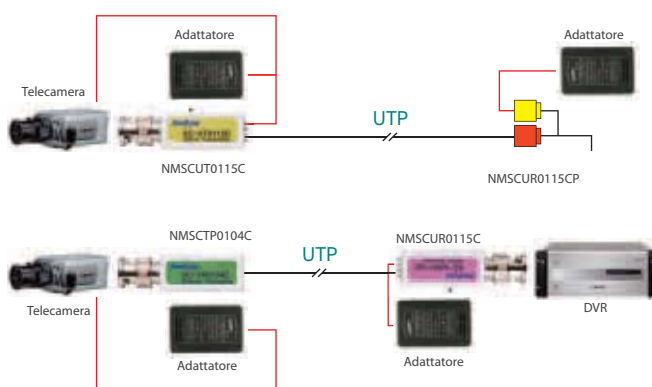 Adattatore
Adattatore
Telecamera
UTP
NMSCUT0115C
NMSCUR0115CP
NMSCTP0104C
UTP
NMSCUR0115C
Telecamera
DVR
Adattatore
Adattatore